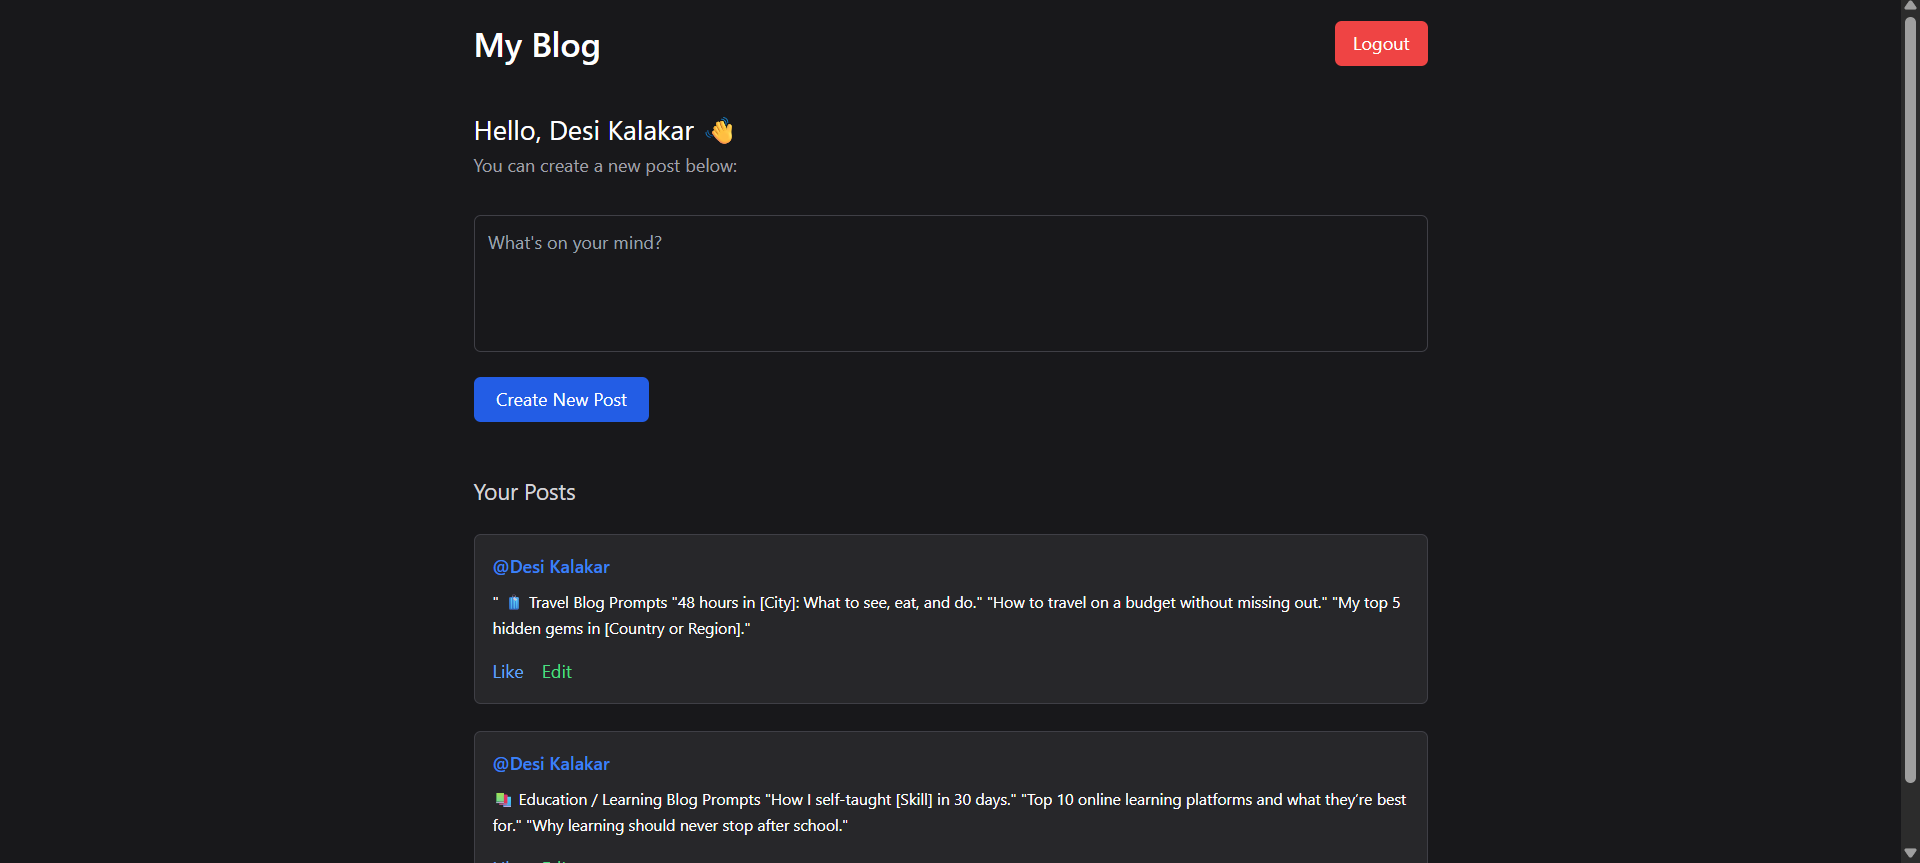 My Blog
Logout
Hello, Desi Kalakar 👋
You can create a new post below:
What's on your mind?
Create New Post
Your Posts
@Desi Kalakar
" 🧳 Travel Blog Prompts "48 hours in [City]: What to see, eat, and do." "How to travel on a budget without missing out." "My top 5
hidden gems in [Country or Region]."
Like Edit
@Desi Kalakar
📚 Education / Learning Blog Prompts "How I self-taught [Skill] in 30 days." "Top 10 online learning platforms and what they’re best
for." "Why learning should never stop after school."